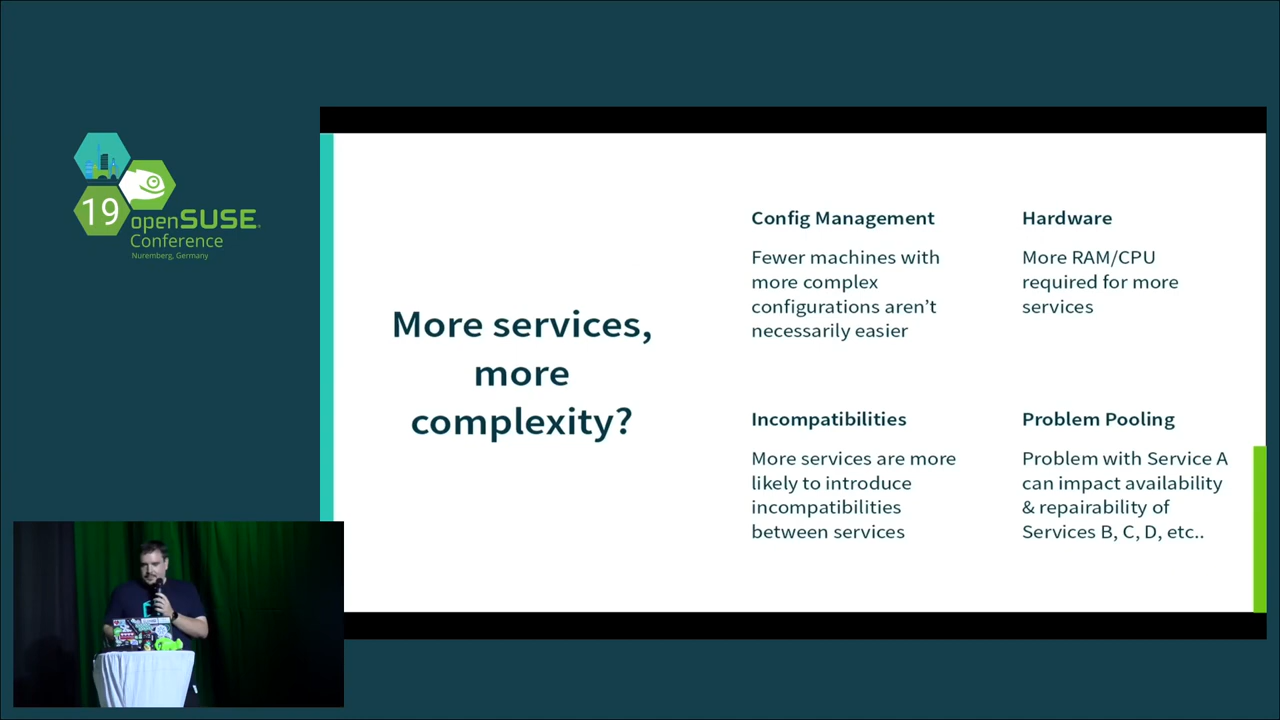 19
openSUSE
Conference
Nuremberg, Germany
More services,
more
complexity?
Config Management
Fewer machines with
more complex
configurations aren't
necessarily easier
Hardware
More RAM/CPU
required for more
services
Incompatibilities
More services are more
likely to introduce
incompatibilities
between services
Problem Pooling
Problem with Service A
can impact availability
& repairability of
Services B, C, D, etc..